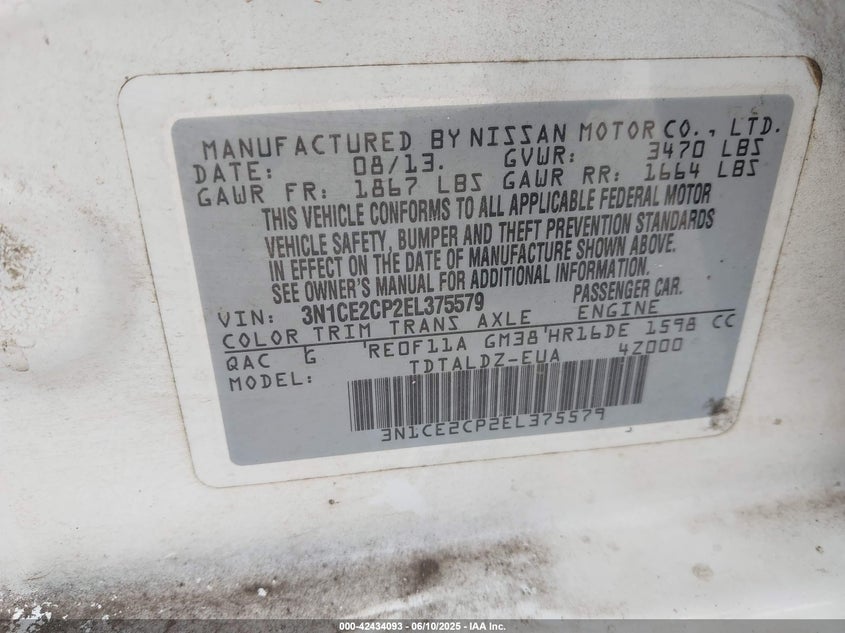 MANUFACTURED BY NISSAN MOTOR CO., LTD.
DATE: 08/13. GVWR: 3470 LBS
GAWR FR: 1867 LBS GAWR RR: 1664 LBS
THIS VEHICLE CONFORMS TO ALL APPLICABLE FEDERAL MOTOR
VEHICLE SAFETY, BUMPER AND THEFT PREVENTION STANDARDS
IN EFFECT ON THE DATE OF MANUFACTURE SHOWN ABOVE.
SEE OWNER'S MANUAL FOR ADDITIONAL INFORMATION.
VIN: 3N1CE2CP2EL375579 PASSENGER CAR.
COLOR TRIM TRANS AXLE ENGINE
QAC G 'RE0F11A GM38'HR16DE 1598 CC
MODEL: TDTALDZ-EUA 4Z000
3N1CE2CP2EL375579
000-42434093 - 06/10/2025 - IAA Inc.